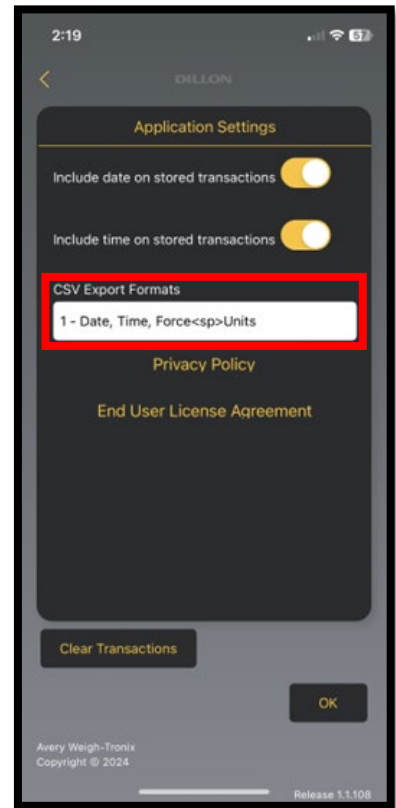 2:19
57
DILLON
Application Settings
Include date on stored transactions
Include time on stored transactions
CSV Export Formats
1 - Date, Time, Force<sp>Units
Privacy Policy
End User License Agreement
Clear Transactions
OK
Avery Weigh-Tronix
Copyright © 2024
Release 1.1.108